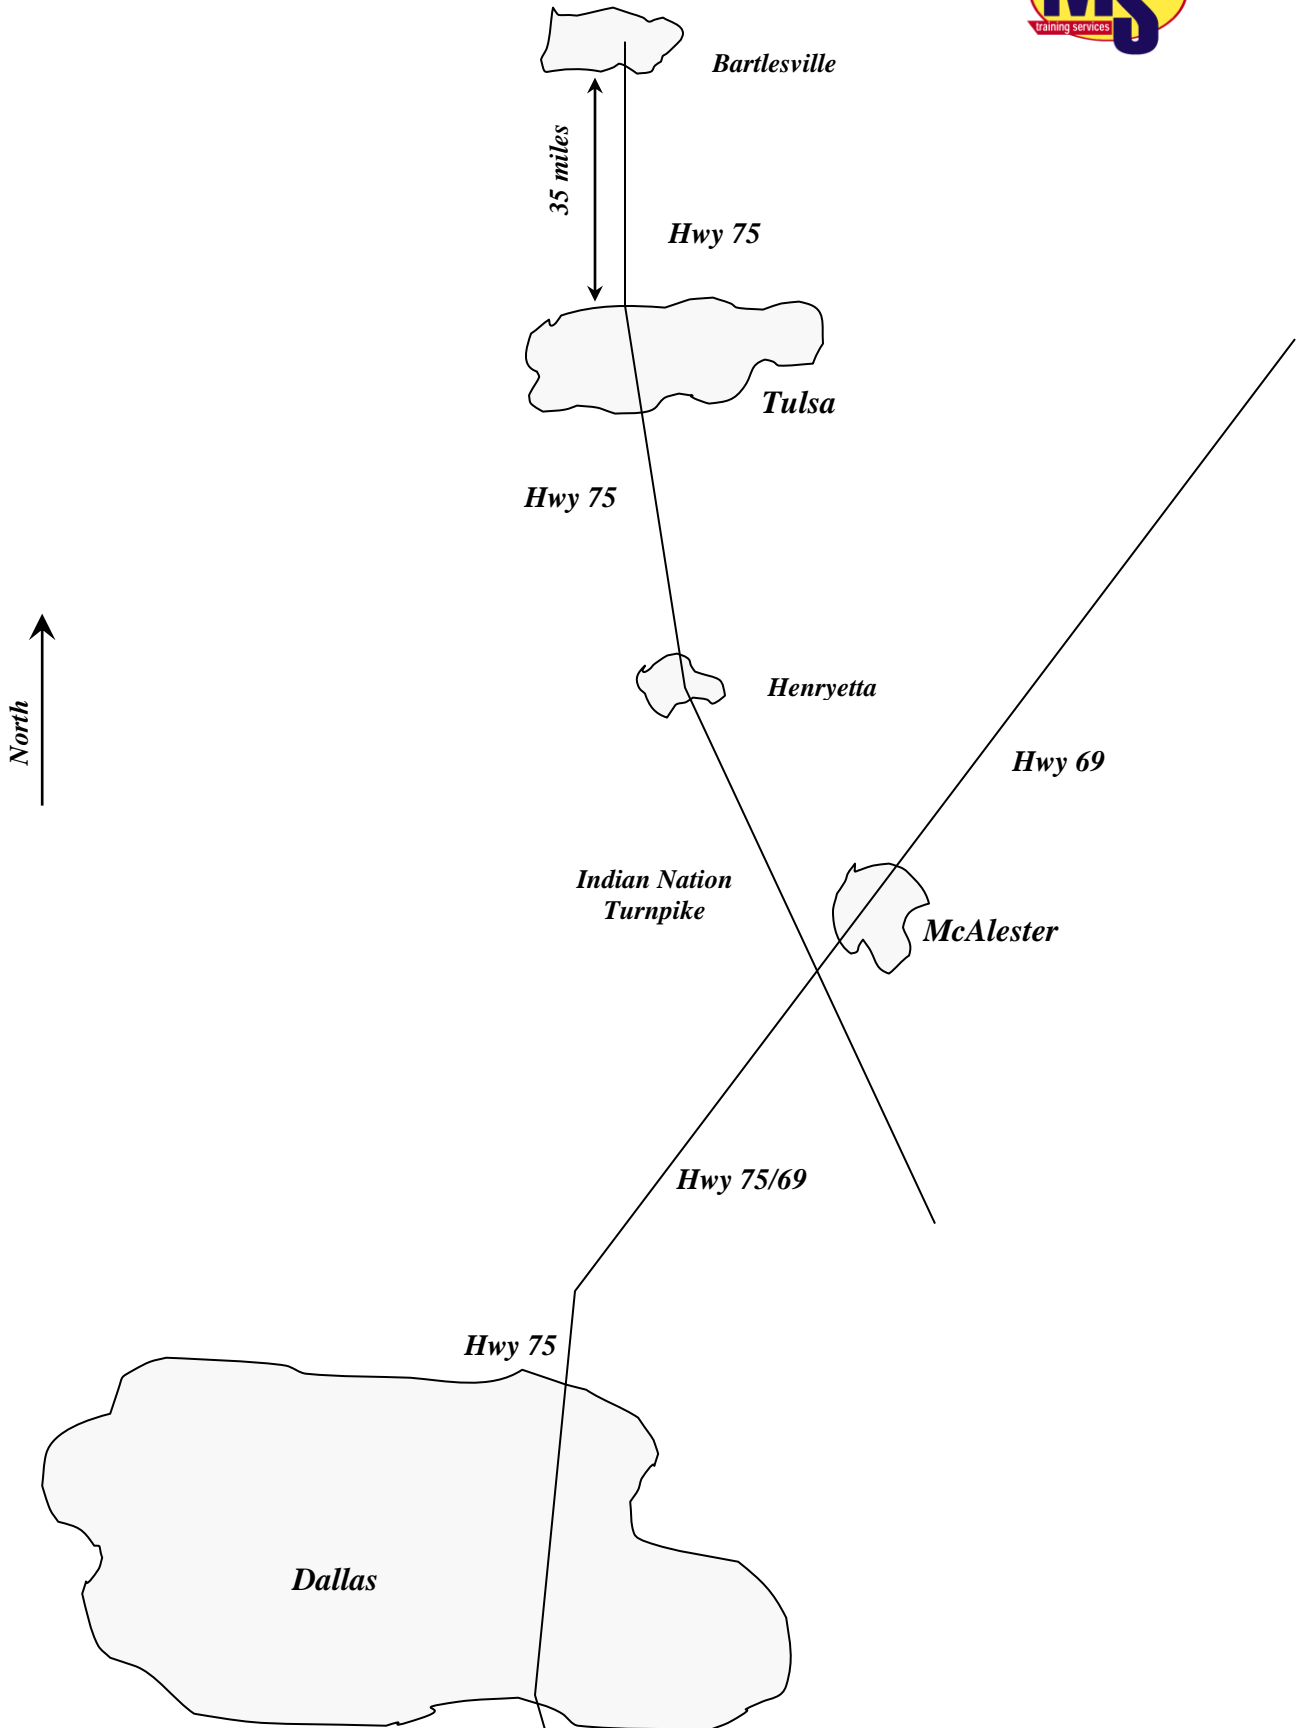 MS
training services
Bartlesville
35 miles
Hwy 75
Tulsa
Hwy 75
Henryetta
North
Hwy 69
Indian Nation
Turnpike
McAlester
Hwy 75/69
Hwy 75
Dallas